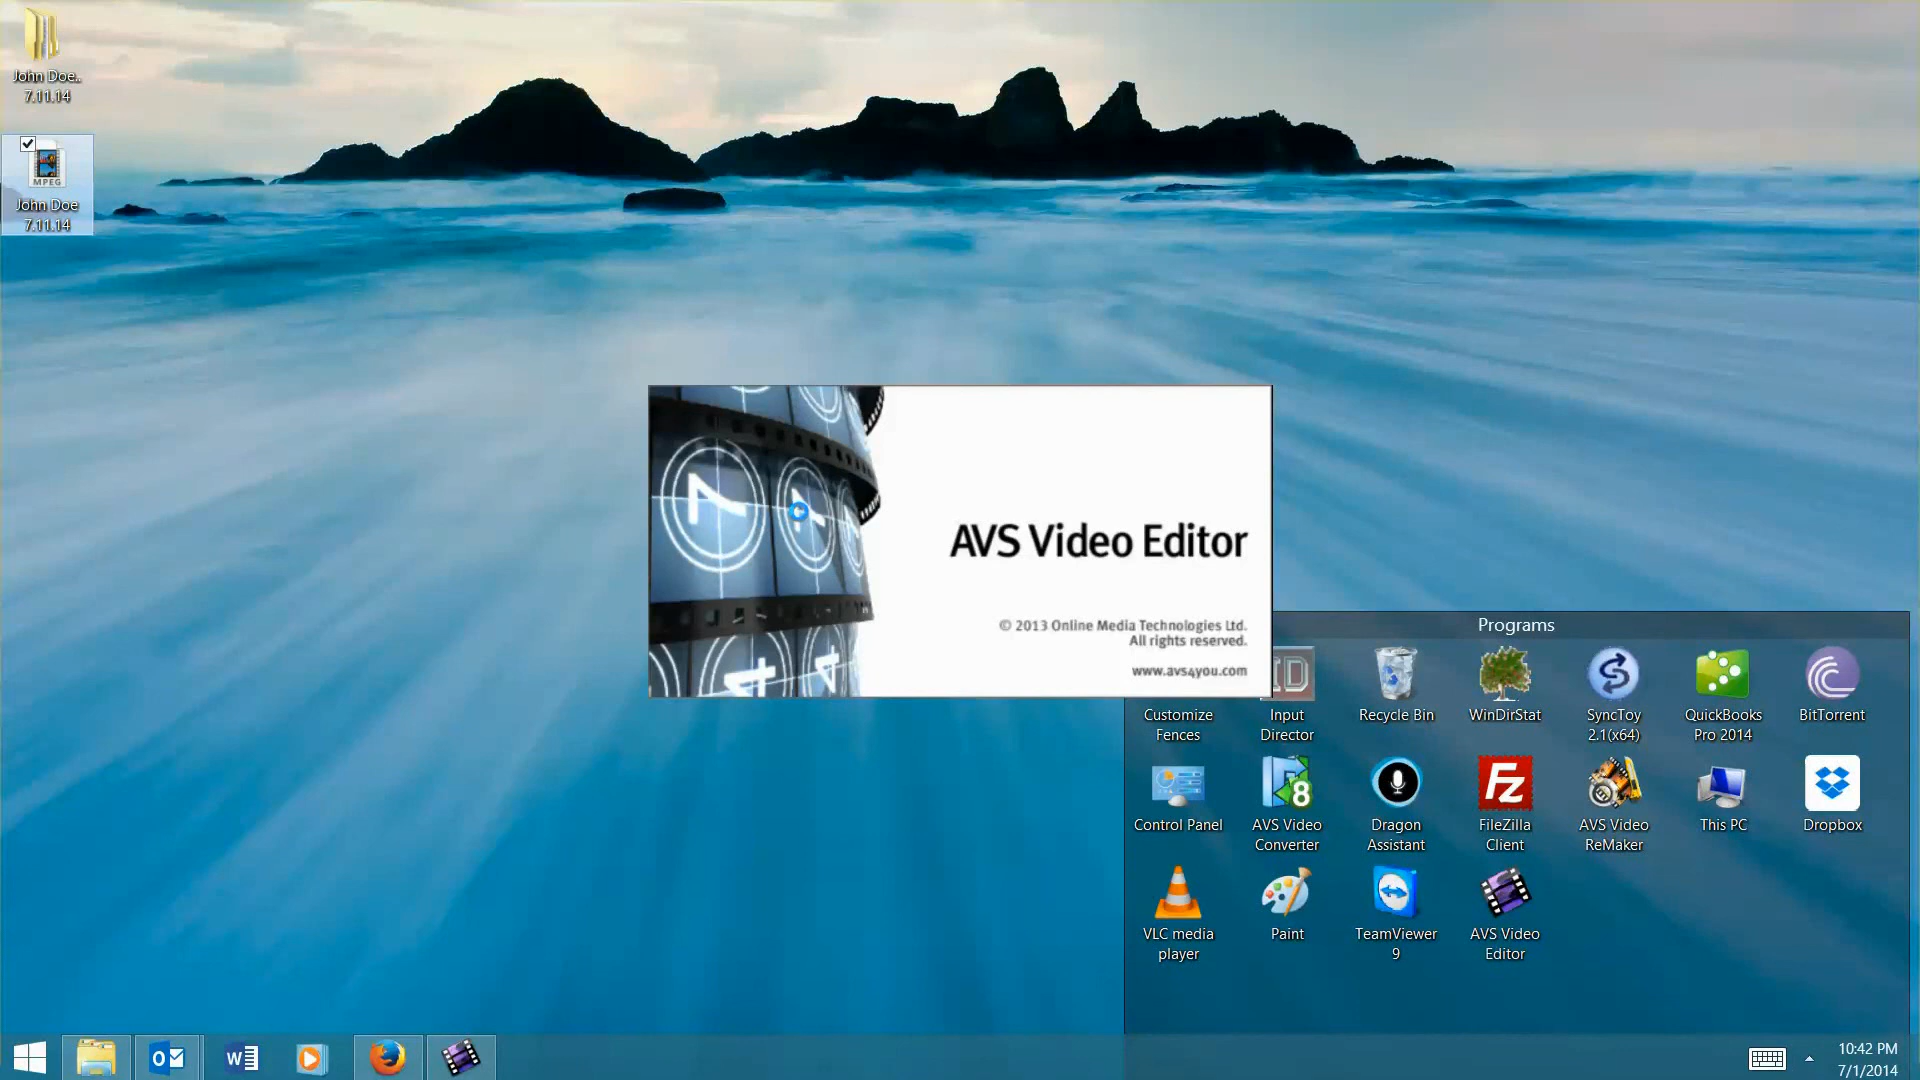 John Doe..
7.11.14
MPEG
John Doe
7.11.14
AVS Video Editor
© 2013 Online Media Technologies Ltd.
All rights reserved.
www.avs4you.com
Programs
Customize
Fences
ID
Input
Director
Recycle Bin
WinDirStat
SyncToy
2.1(x64)
QuickBooks
Pro 2014
BitTorrent
Control Panel
8
AVS Video
Converter
Dragon
Assistant
FZ
FileZilla
Client
AVS Video
ReMaker
This PC
Dropbox
VLC media
player
Paint
TeamViewer
9
AVS Video
Editor
10:42 PM
7/1/2014